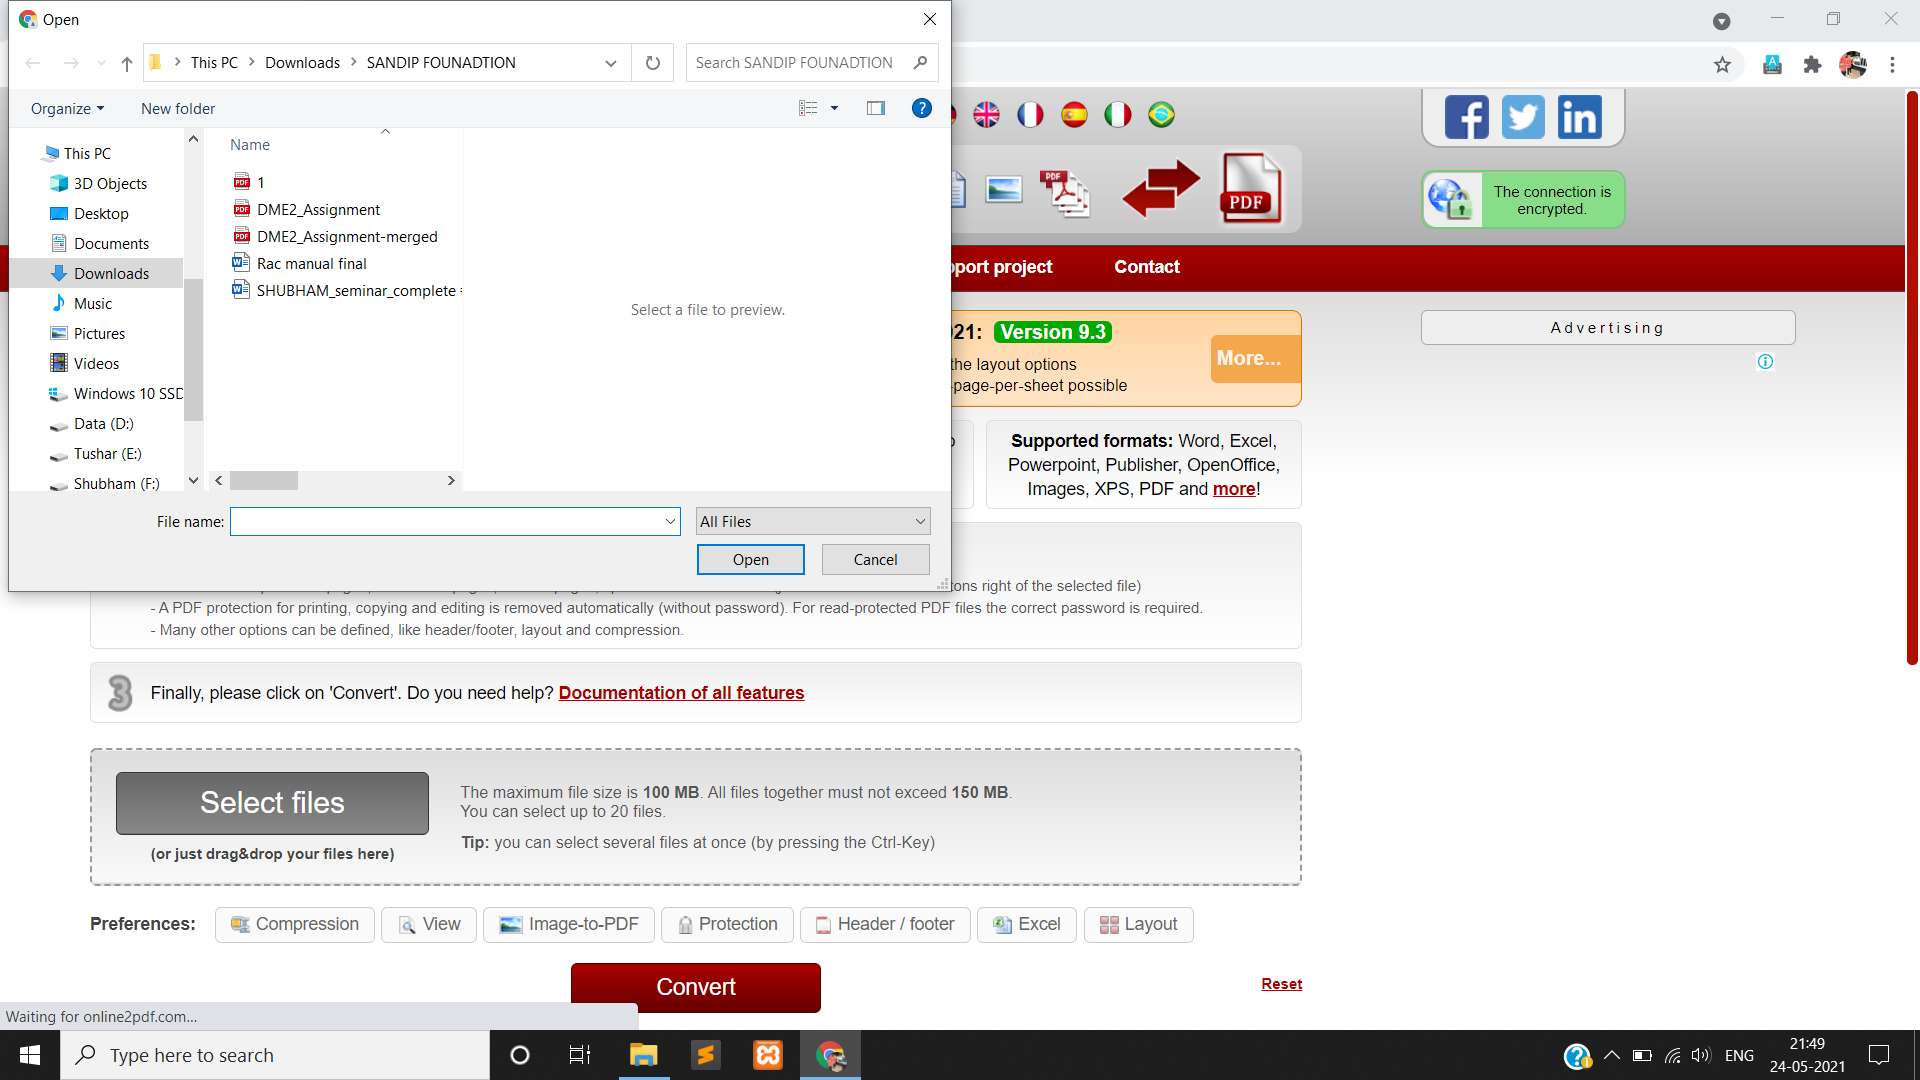 Open
This PC > Downloads > SANDIP FOUNADTION
Search SANDIP FOUNADTION
Organize
New folder
This PC
3D Objects
Desktop
Documents
Downloads
Music
Pictures
Videos
Windows 10 SSD
Data (D:)
Tushar (E:)
Shubham (F:)
Name
1
DME2_Assignment
DME2_Assignment-merged
Rac manual final
SHUBHAM_seminar_complete
Select a file to preview.
File name:
All Files
Open
Cancel
PDF
PDF
The connection is
encrypted.
port project
Contact
21: Version 9.3
the layout options
-page-per-sheet possible
More...
Advertising
Supported formats: Word, Excel,
Powerpoint, Publisher, OpenOffice,
Images, XPS, PDF and more!
tons right of the selected file)
- A PDF protection for printing, copying and editing is removed automatically (without password). For read-protected PDF files the correct password is required.
- Many other options can be defined, like header/footer, layout and compression.
3 Finally, please click on 'Convert'. Do you need help? Documentation of all features
Select files
(or just drag&drop your files here)
The maximum file size is 100 MB. All files together must not exceed 150 MB.
You can select up to 20 files.
Tip: you can select several files at once (by pressing the Ctrl-Key)
Preferences:
Compression
View
Image-to-PDF
Protection
Header / footer
Excel
Layout
Convert
Reset
Waiting for online2pdf.com...
Type here to search
ENG
21:49
24-05-2021